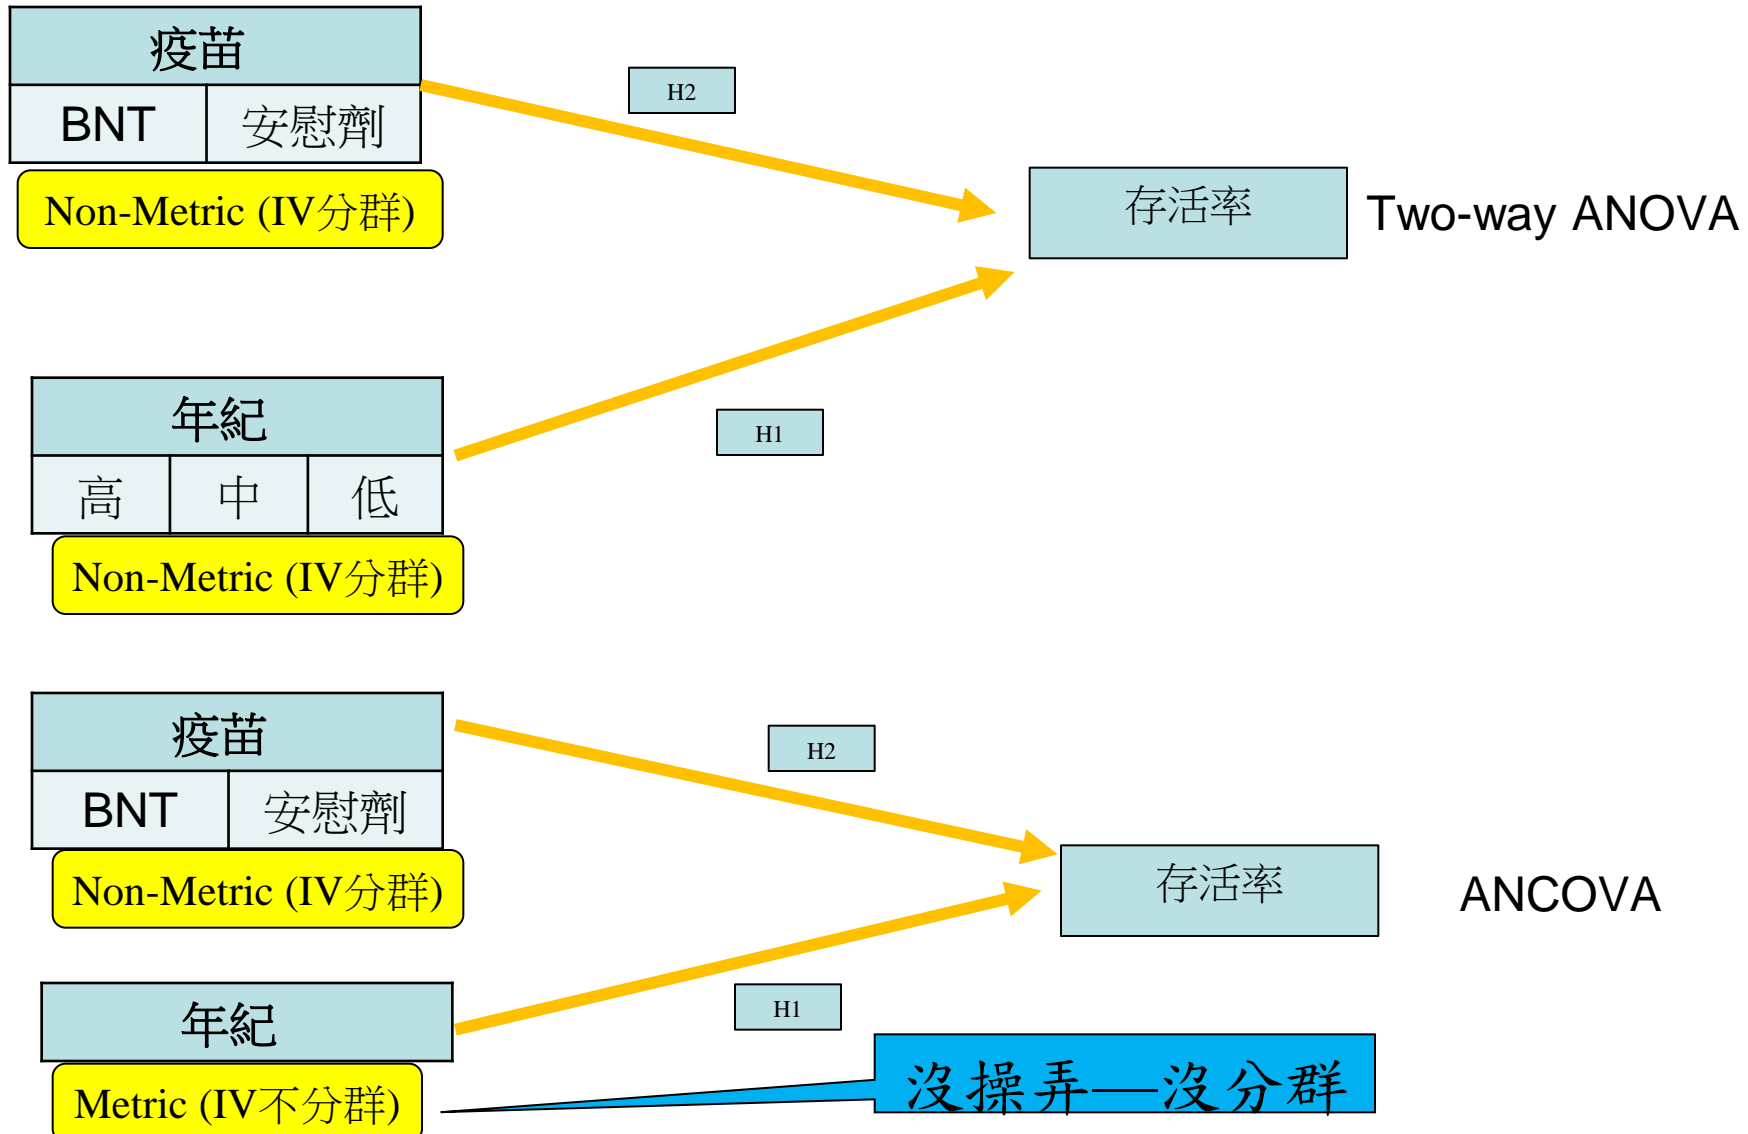 疫苗
BNT 安慰劑
Non-Metric (IV分群)
H2
存活率
Two-way ANOVA
年紀
高 中 低
Non-Metric (IV分群)
H1
疫苗
BNT 安慰劑
Non-Metric (IV分群)
H2
存活率
ANCOVA
年紀
Metric (IV不分群)
H1
沒操弄—沒分群